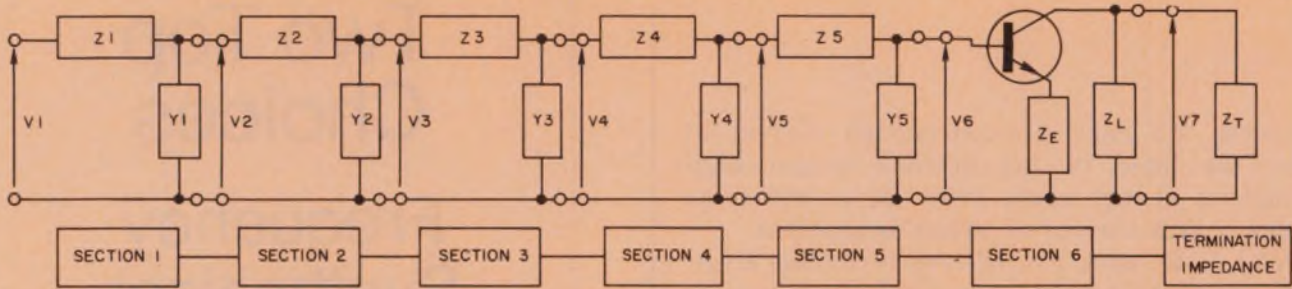 Z1 Z2 Z3 Z4 Z5
V1 Y1 V2 Y2 V3 Y3 V4 Y4 V5 Y5 V6 ZE ZL V7 ZT
SECTION 1 SECTION 2 SECTION 3 SECTION 4 SECTION 5 SECTION 6 TERMINATION
IMPEDANCE